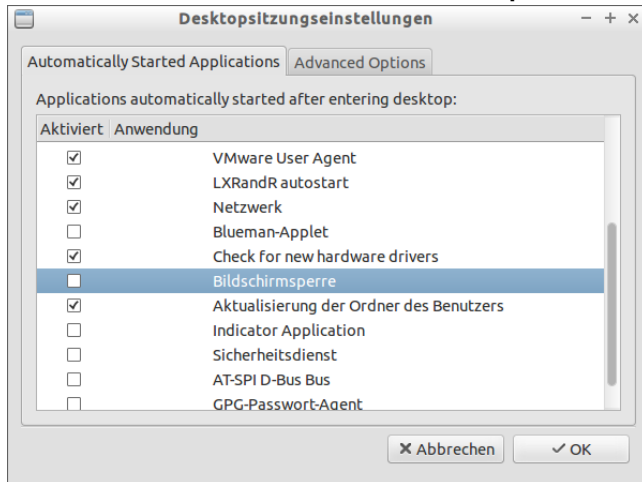 Desktopsitzungseinstellungen
Automatically Started Applications Advanced Options
Applications automatically started after entering desktop:
Aktiviert Anwendung
VMware User Agent
LXRandR autostart
Netzwerk
Blueman-Applet
Check for new hardware drivers
Bildschirmsperre
Aktualisierung der Ordner des Benutzers
Indicator Application
Sicherheitsdienst
AT-SPI D-Bus Bus
GPG-Passwort-Agent
Abbrechen OK